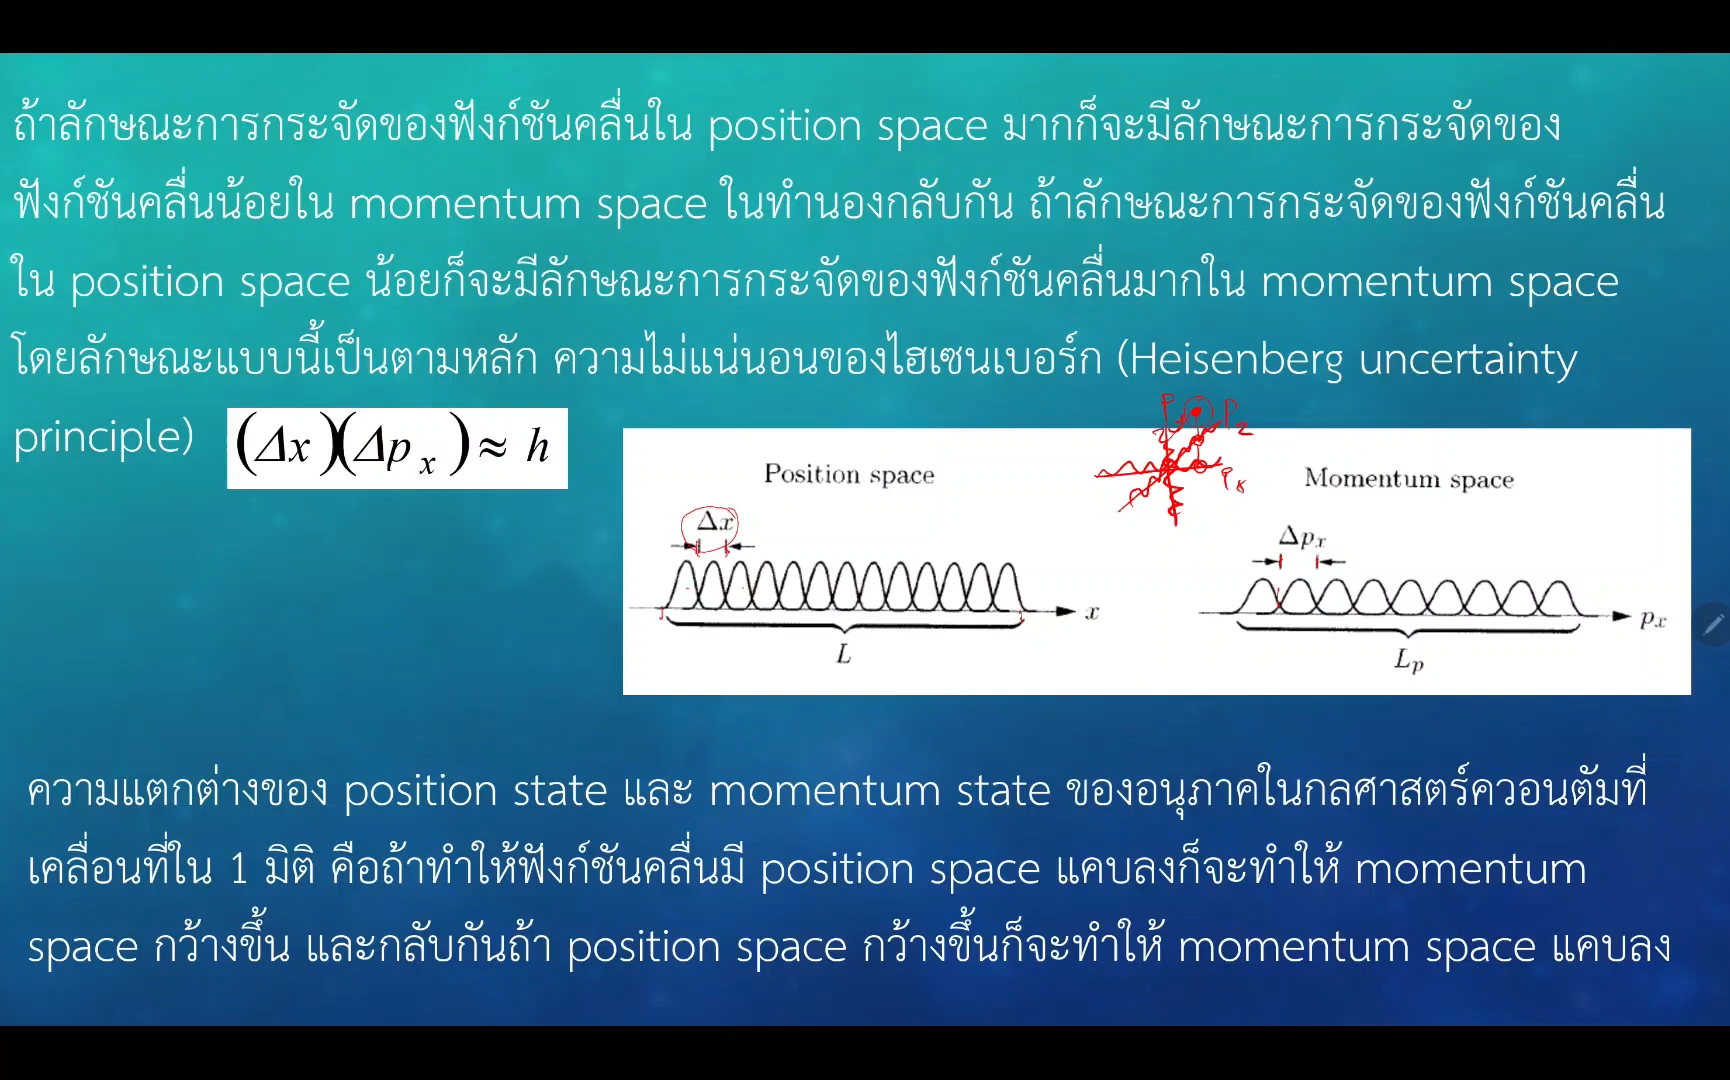 ถ้าลักษณะการกระจัดของฟังก์ชันคลื่นใน position space มากก็จะมีลักษณะการกระจัดของ
ฟังก์ชันคลื่นน้อยใน momentum space ในทำนองกลับกัน ถ้าลักษณะการกระจัดของฟังก์ชันคลื่น
ใน position space น้อยก็จะมีลักษณะการกระจัดของฟังก์ชันคลื่นมากใน momentum space
โดยลักษณะแบบนี้เป็นตามหลัก ความไม่แน่นอนของไฮเซนเบอร์ก (Heisenberg uncertainty
principle) (Δx)(Δp x) ≈ h
P P z
P x
Position space
Momentum space
Δx
Δpx
x
px
L
Lp
ความแตกต่างของ position state และ momentum state ของอนุภาคในกลศาสตร์ควอนตัมที่
เคลื่อนที่ใน 1 มิติ คือถ้าทำให้ฟังก์ชันคลื่นมี position space แคบลงก็จะทำให้ momentum
space กว้างขึ้น และกลับกันถ้า position space กว้างขึ้นก็จะทำให้ momentum space แคบลง